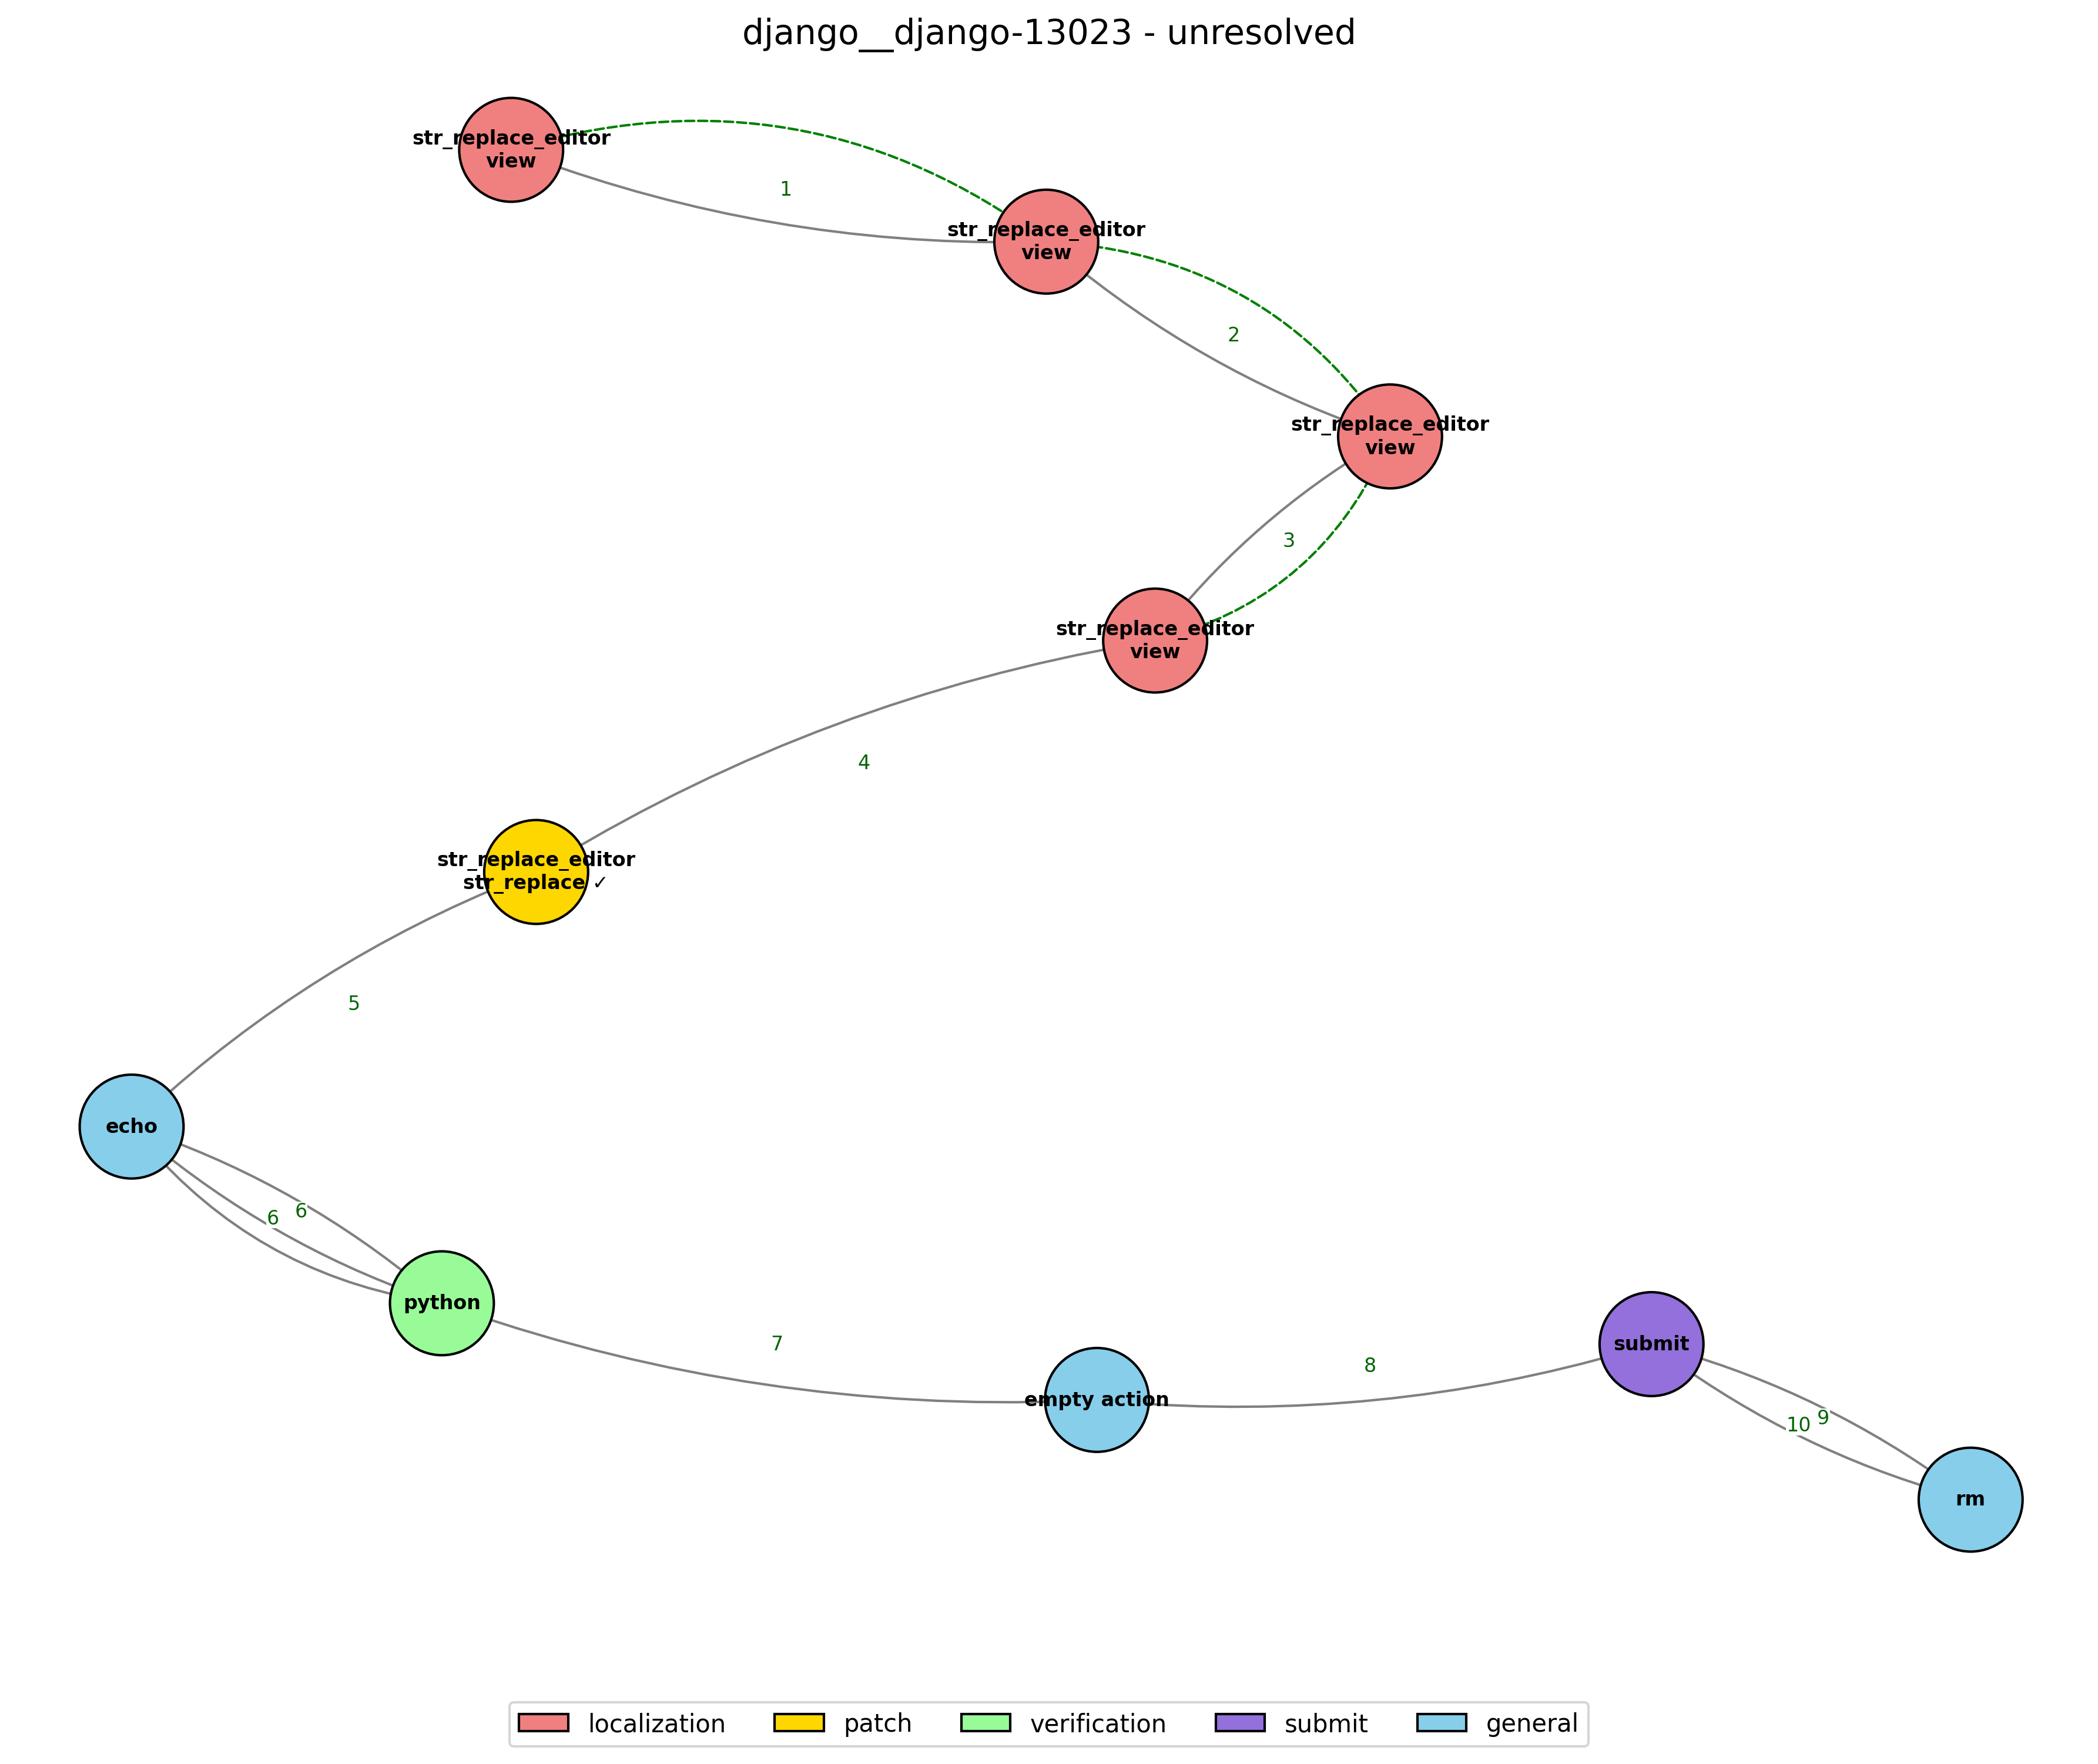 django__django-13023 - unresolved
str_replace_editor
view
1
str_replace_editor
view
2
str_replace_editor
view
3
str_replace_editor
view
4
str_replace_editor
str_replace ✓
5
echo
6
6
python
7
empty action
8
submit
9
10
rm
localization
patch
verification
submit
general